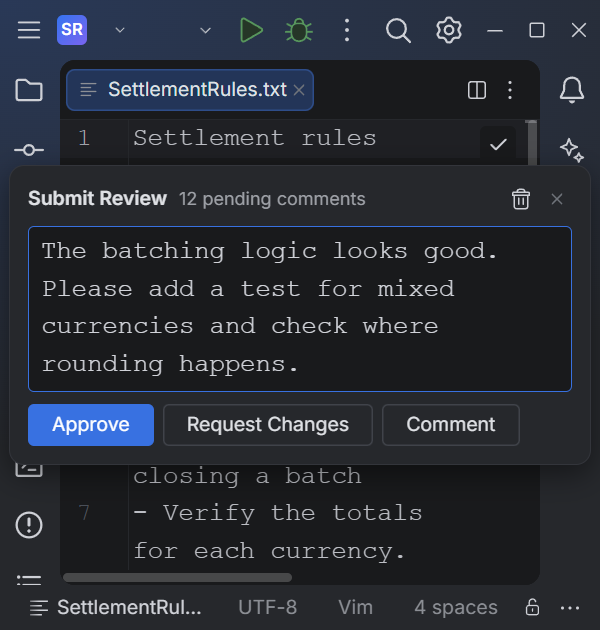 SR
SettlementRules.txt
1 Settlement rules
Submit Review 12 pending comments
The batching logic looks good.
Please add a test for mixed
currencies and check where
rounding happens.
Approve Request Changes Comment
closing a batch
7 - Verify the totals
for each currency.
SettlementRul... UTF-8 Vim 4 spaces